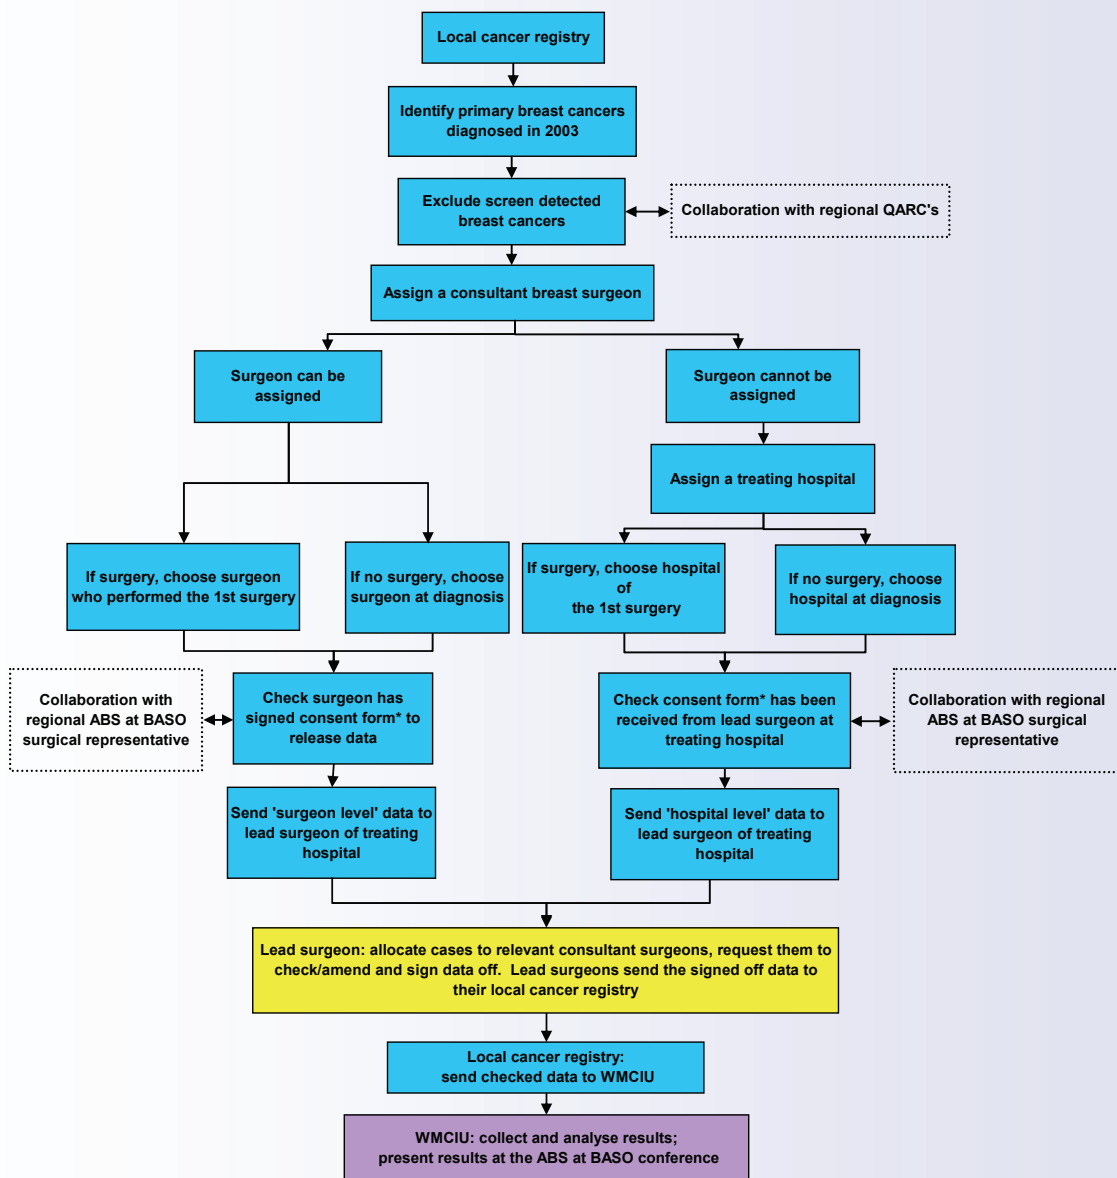 Local cancer registry
Identify primary breast cancers
diagnosed in 2003
Exclude screen detected
breast cancers
Collaboration with regional QARC's
Assign a consultant breast surgeon
Surgeon can be
assigned
Surgeon cannot be
assigned
Assign a treating hospital
If surgery, choose surgeon
who performed the 1st surgery
If no surgery, choose
surgeon at diagnosis
If surgery, choose hospital
of
the 1st surgery
If no surgery, choose
hospital at diagnosis
Collaboration with
regional ABS at BASO
surgical representative
Check surgeon has
signed consent form* to
release data
Check consent form* has been
received from lead surgeon at
treating hospital
Collaboration with regional
ABS at BASO surgical
representative
Send 'surgeon level' data to
lead surgeon of treating
hospital
Send 'hospital level' data to
lead surgeon of treating
hospital
Lead surgeon: allocate cases to relevant consultant surgeons, request them to
check/amend and sign data off.  Lead surgeons send the signed off data to
their local cancer registry
Local cancer registry:
send checked data to WMCIU
WMCIU: collect and analyse results;
present results at the ABS at BASO conference